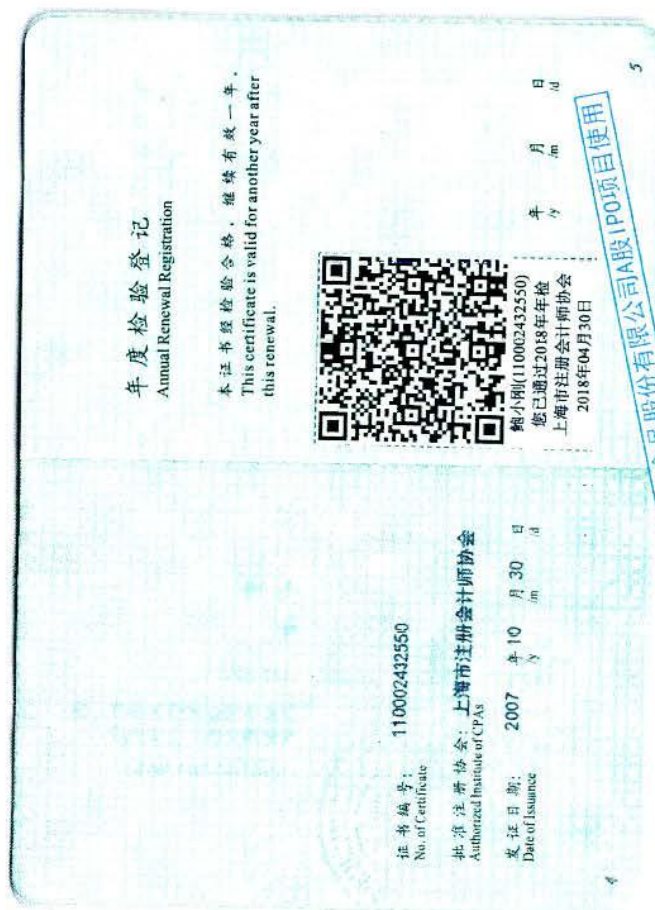 证书编号： 110002432550
No. of Certificate
批准注册协会： 上海市注册会计师协会
Authorized Institute of CPAs
发证日期： 2007 年 10 月 30 日
Date of Issuance /y /m /d
4
年度检验登记
Annual Renewal Registration
本证书经检验合格，继续有效一年。
This certificate is valid for another year after
this renewal.
鲍小刚(110002432550)
您已通过2018年年检
上海市注册会计师协会
2018年04月30日
年 月 日
/y /m /d
5
品股份有限公司A股IPO项目使用